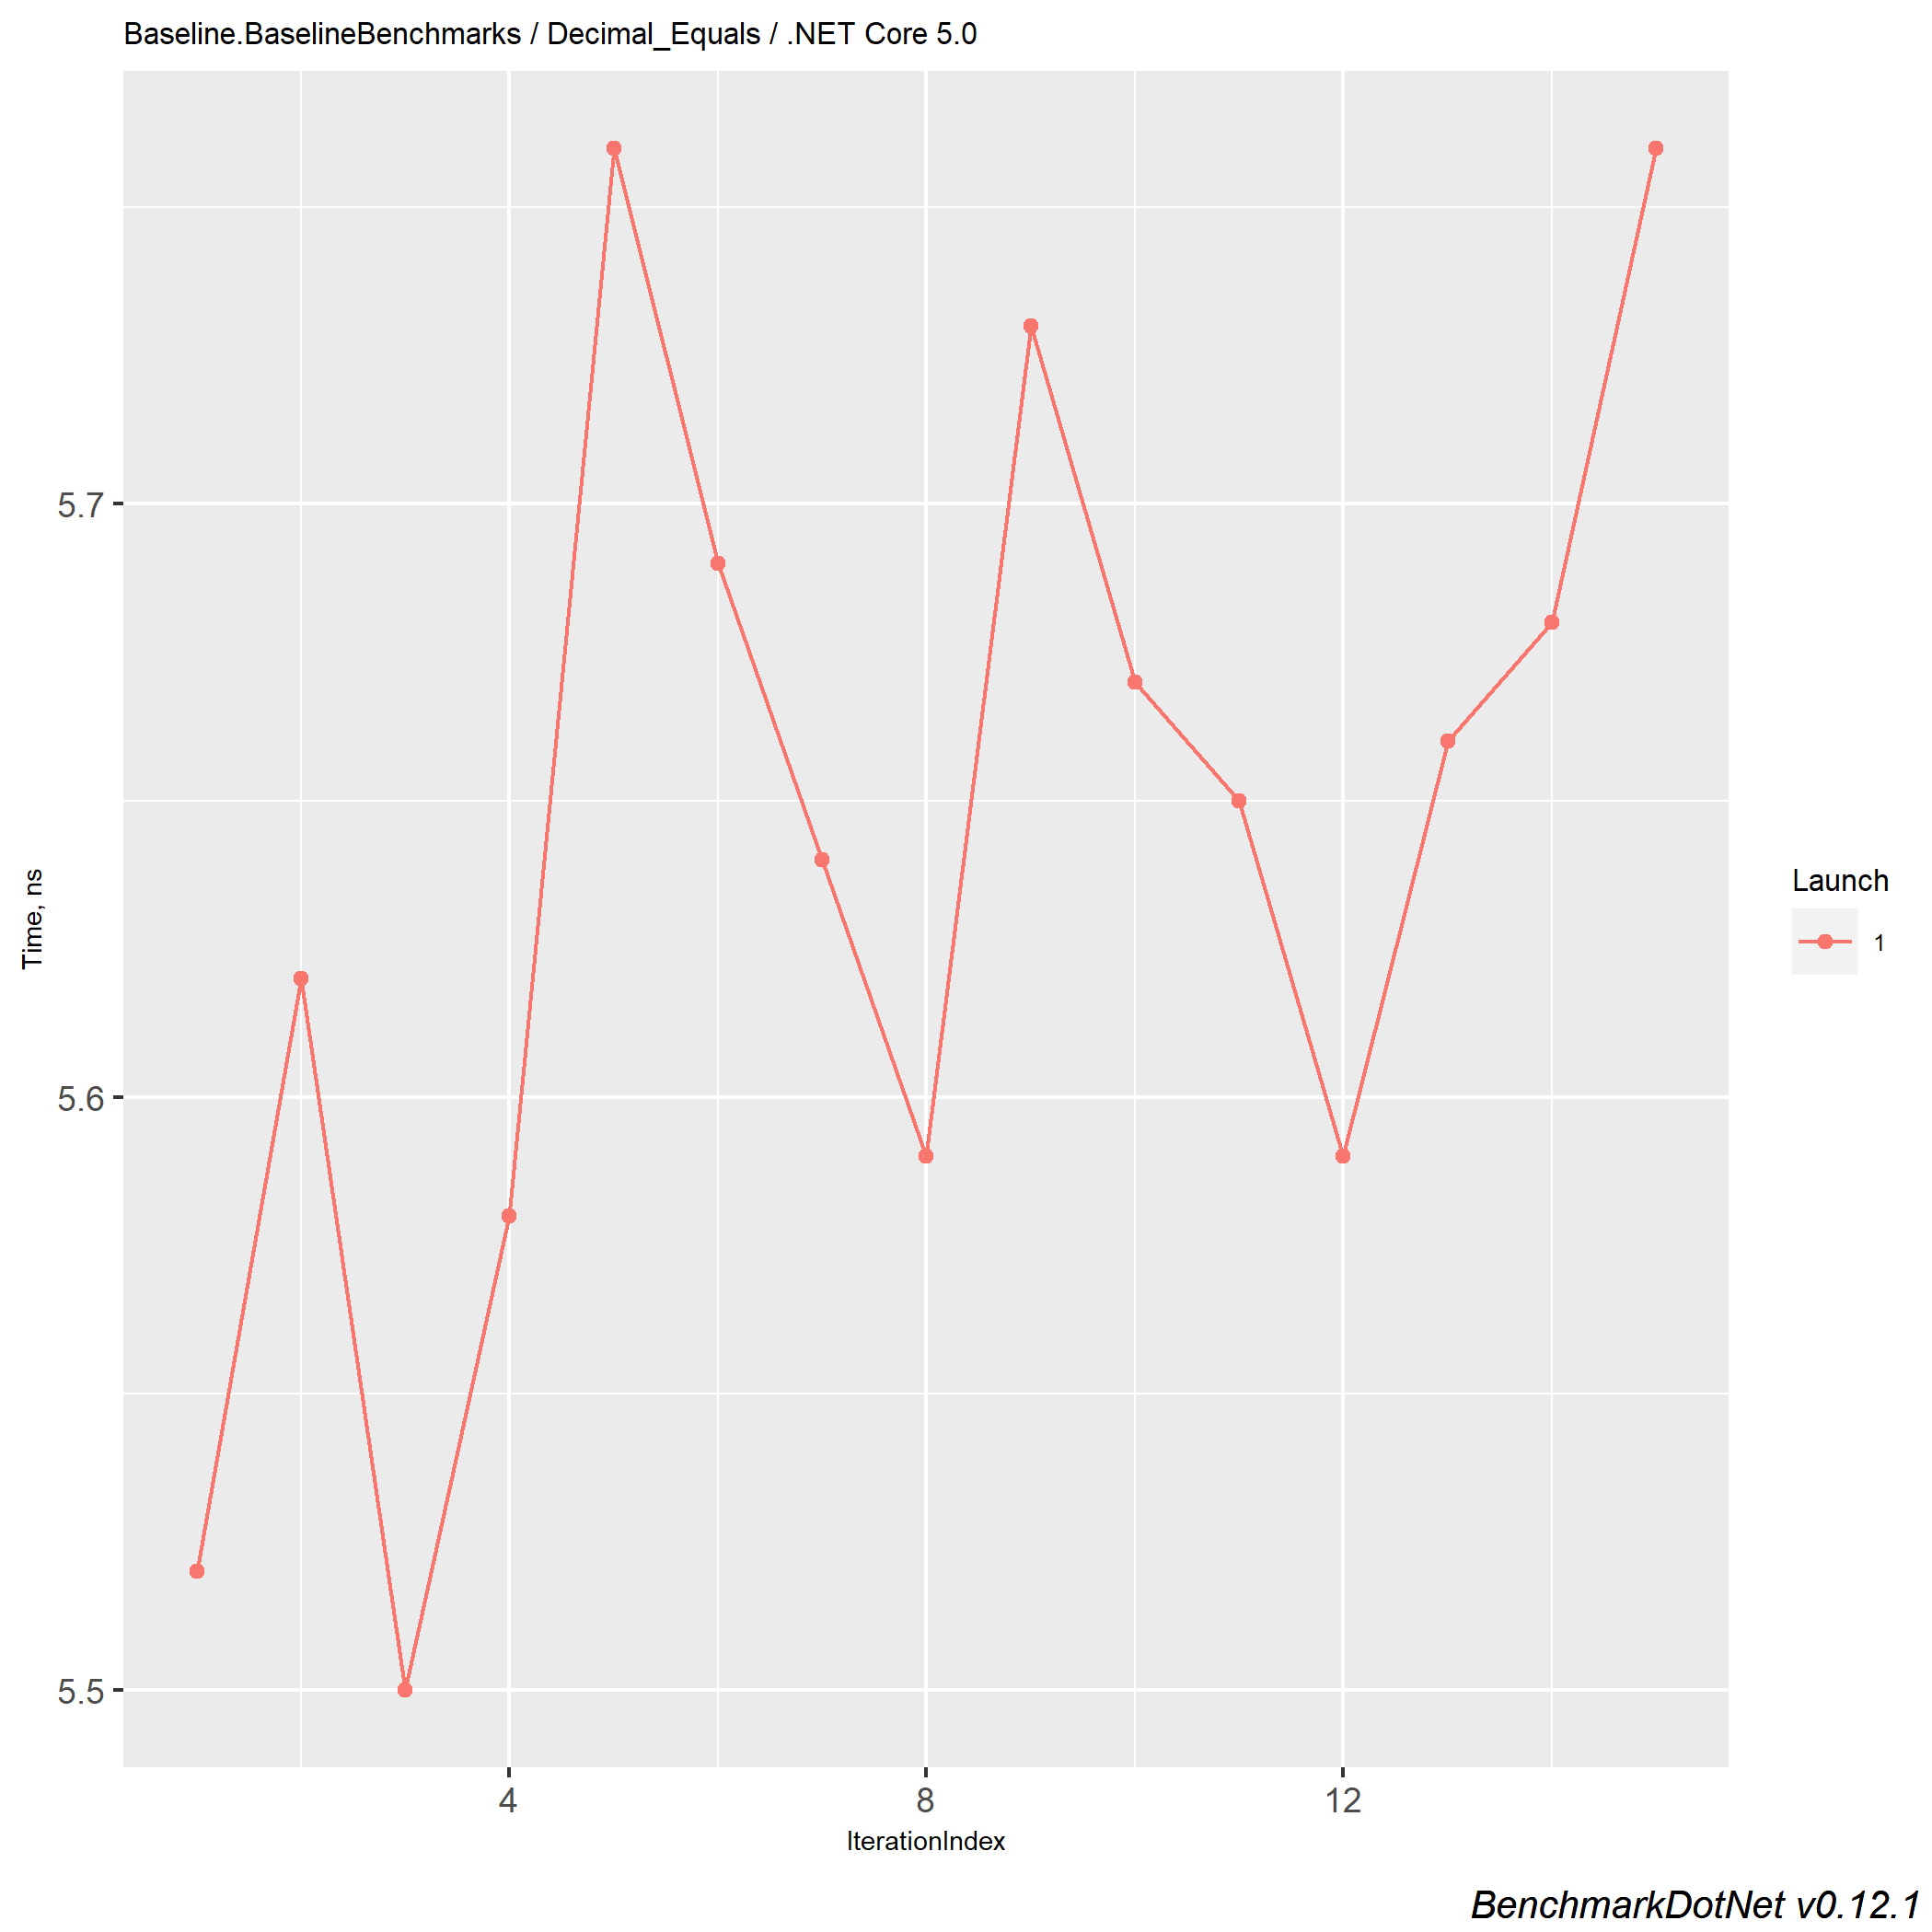 Baseline.BaselineBenchmarks / Decimal_Equals / .NET Core 5.0
Time, ns
5.7
5.6
5.5
4
8
12
IterationIndex
Launch
1
BenchmarkDotNet v0.12.1